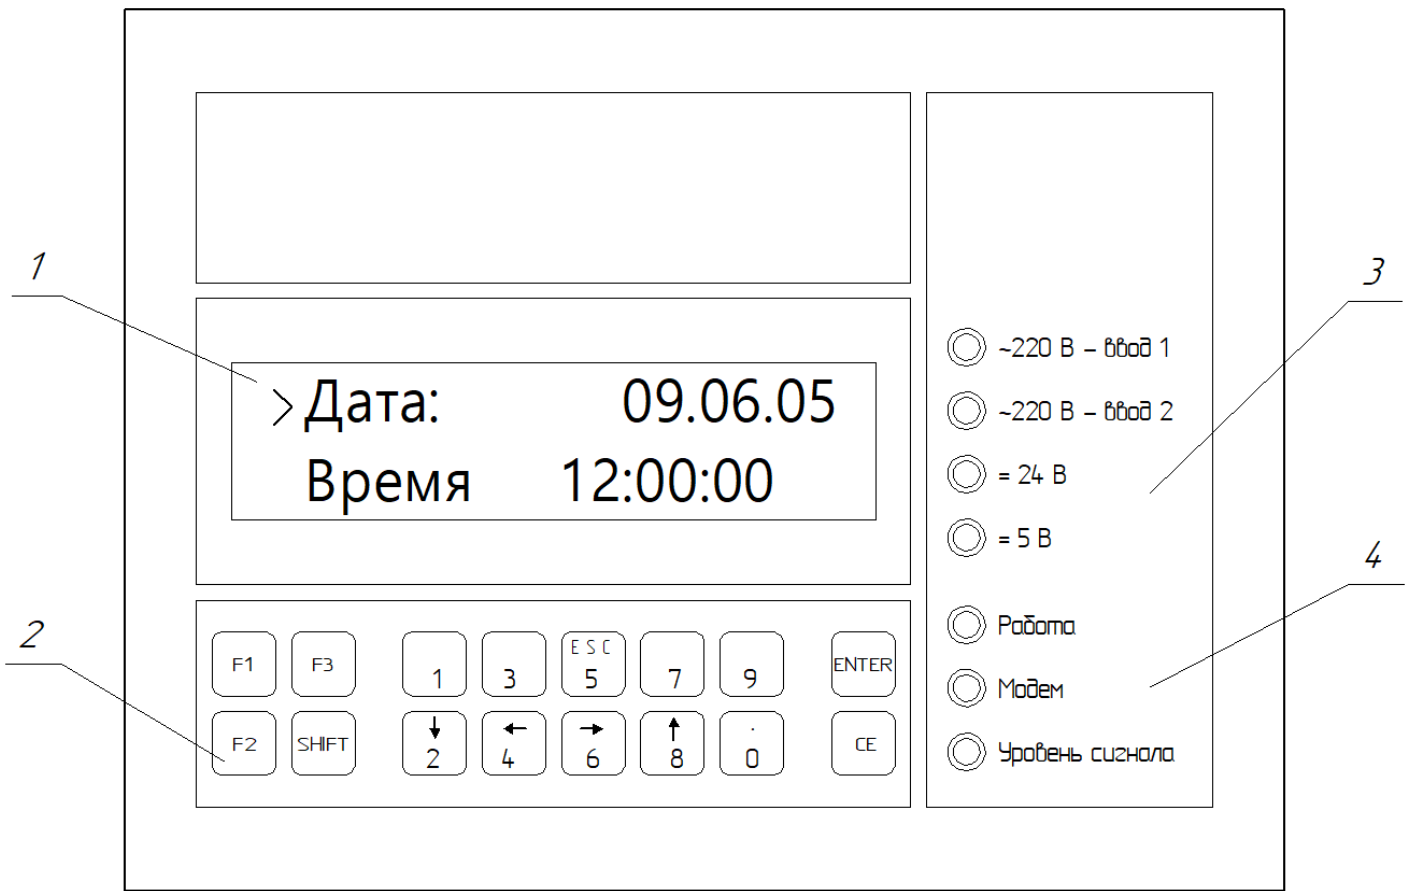 1
3
~220 В – ввод 1
>Дата: 09.06.05
~220 В – ввод 2
Время 12:00:00
= 24 В
= 5 В
4
2
Работа
F1 F3 1 3 ESC 5 7 9 ENTER
Модем
F2 SHIFT ↓ 2 ← 4 → 6 ↑ 8 . 0 CE
Уровень сигнала